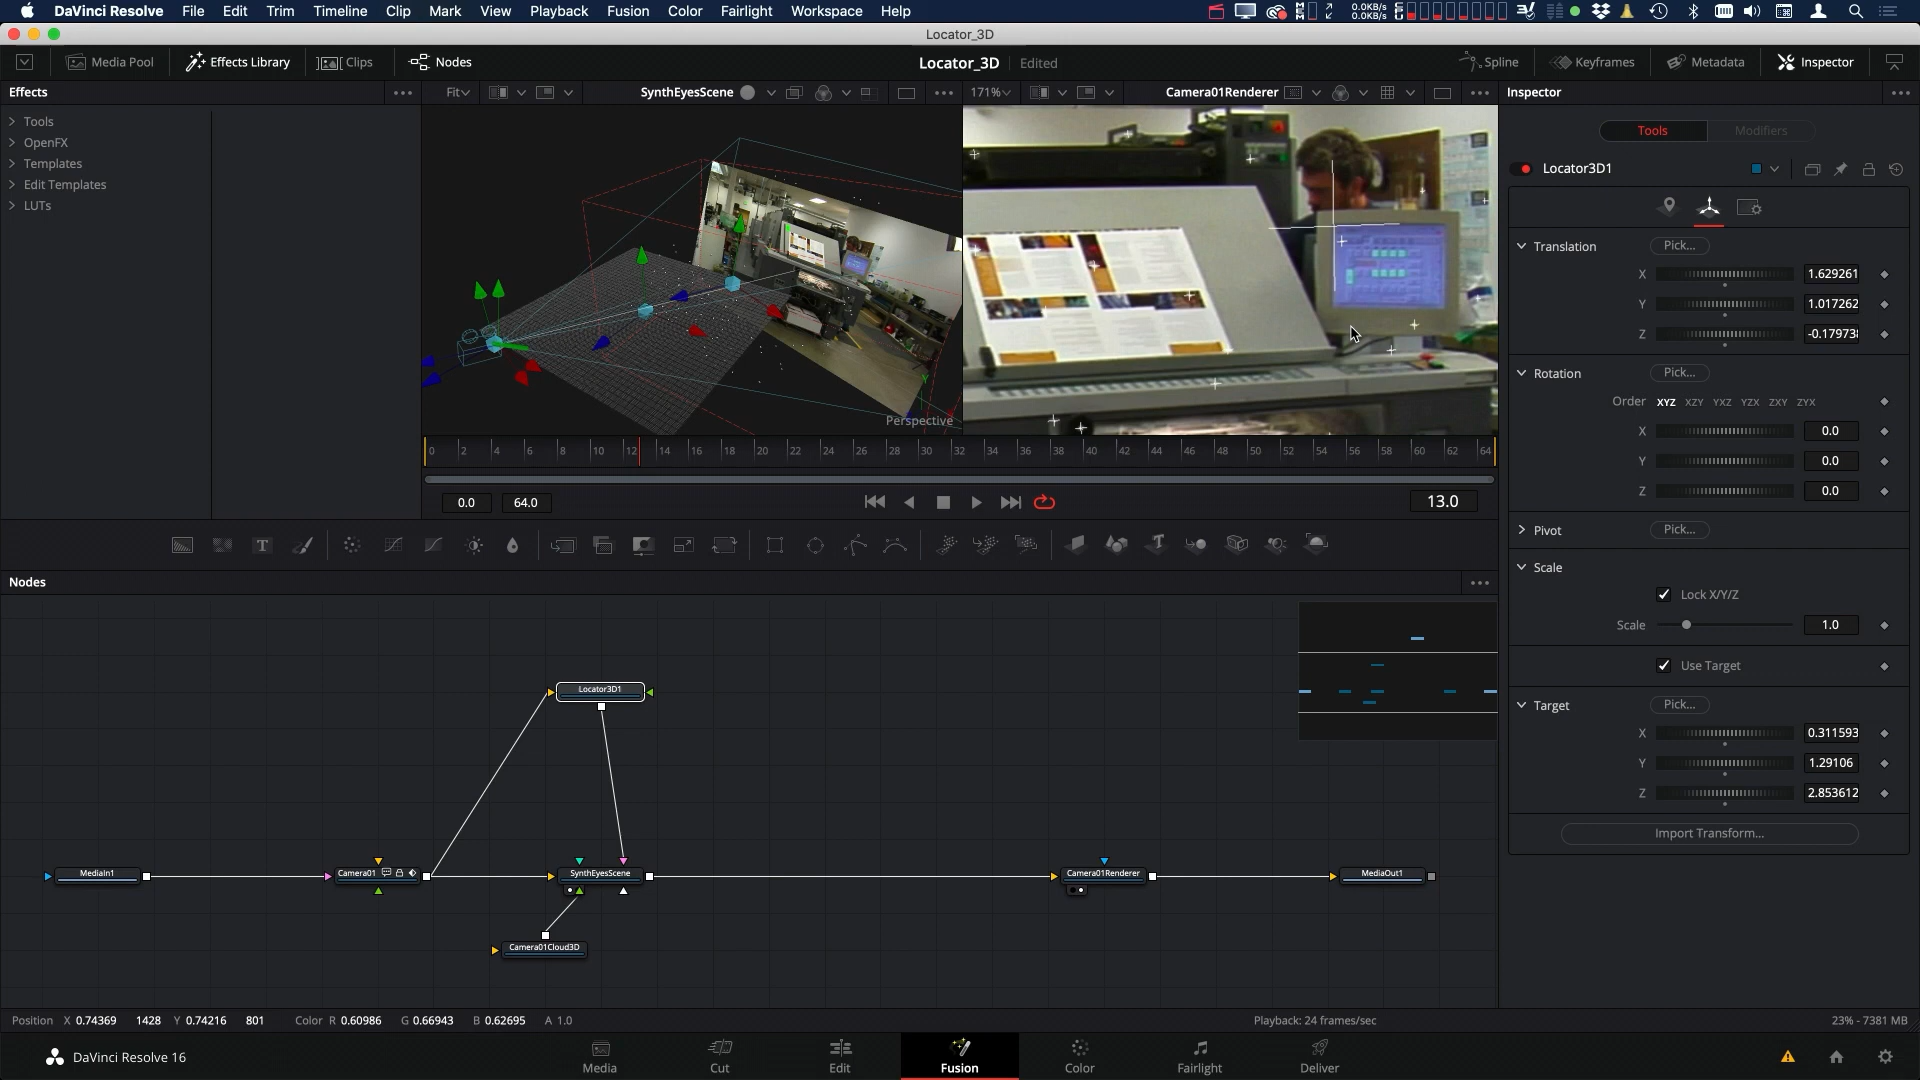 DaVinci Resolve File Edit Trim Timeline Clip Mark View Playback Fusion Color Fairlight Workspace Help 0.0KB/s 0.0KB/s
Locator_3D
Media Pool Effects Library Clips Nodes Locator_3D Edited Spline Keyframes Metadata Inspector
Effects Fit SynthEyesScene 171% Camera01Renderer Inspector
Tools
OpenFX
Templates
Edit Templates
LUTs
Perspective
0 2 4 6 8 10 12 14 16 18 20 22 24 26 28 30 32 34 36 38 40 42 44 46 48 50 52 54 56 58 60 62 64
0.0 64.0 13.0
Nodes
Locator3D1
MediaIn1 Camera01 SynthEyesScene Camera01Renderer MediaOut1
Camera01Cloud3D
Tools Modifiers
Locator3D1
Translation Pick...
X 1.629261
Y 1.017262
Z -0.17973
Rotation Pick...
Order XYZ XZY YXZ YZX ZXY ZYX
X 0.0
Y 0.0
Z 0.0
Pivot Pick...
Scale
Lock X/Y/Z
Scale 1.0
Use Target
Target Pick...
X 0.311593
Y 1.29106
Z 2.853612
Import Transform...
Position X 0.74369 1428 Y 0.74216 801 Color R 0.60986 G 0.66943 B 0.62695 A 1.0 Playback: 24 frames/sec 23% - 7381 MB
DaVinci Resolve 16 Media Cut Edit Fusion Color Fairlight Deliver